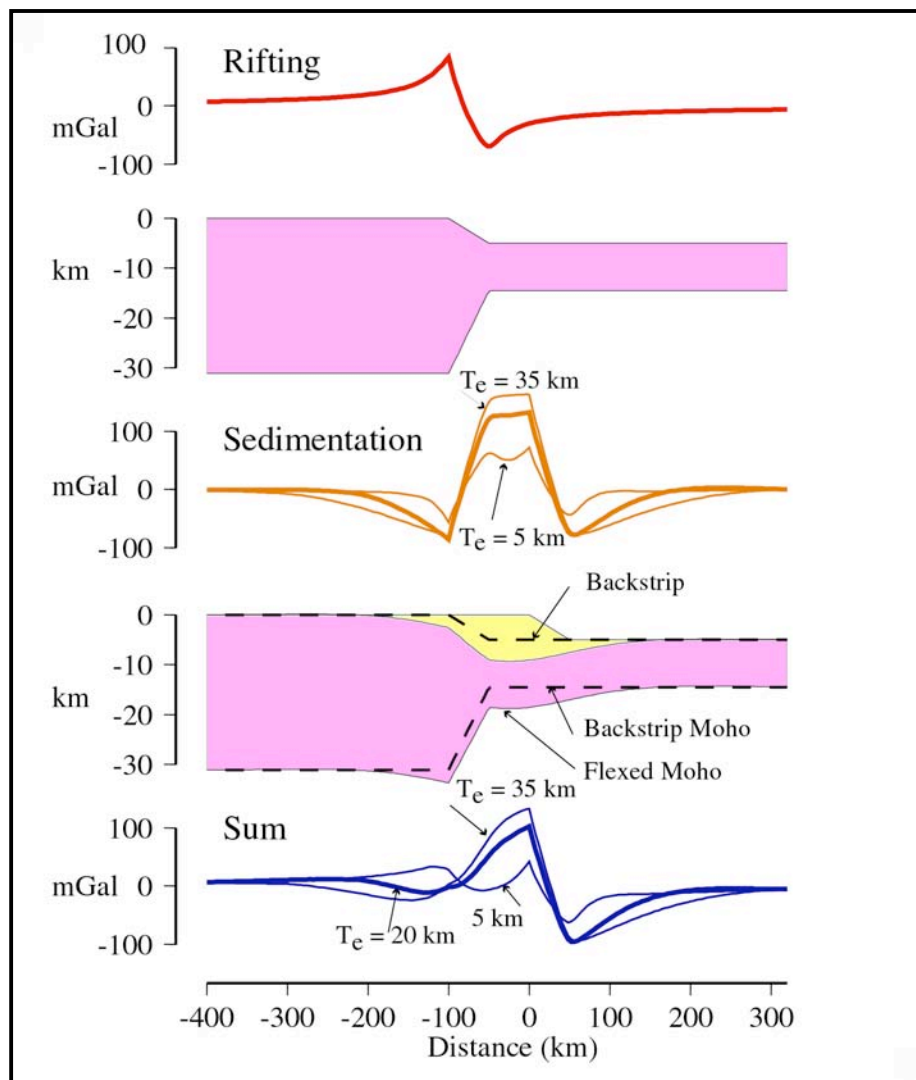 100
Rifting
0
mGal
-100
0
km
-10
-20
-30
Te = 35 km
100
Sedimentation
mGal
0
-100
Te = 5 km
Backstrip
0
-10
km
-20
Backstrip Moho
-30
Flexed Moho
Te = 35 km
100
Sum
mGal
0
5 km
Te = 20 km
-100
-400 -300 -200 -100 0 100 200 300
Distance (km)